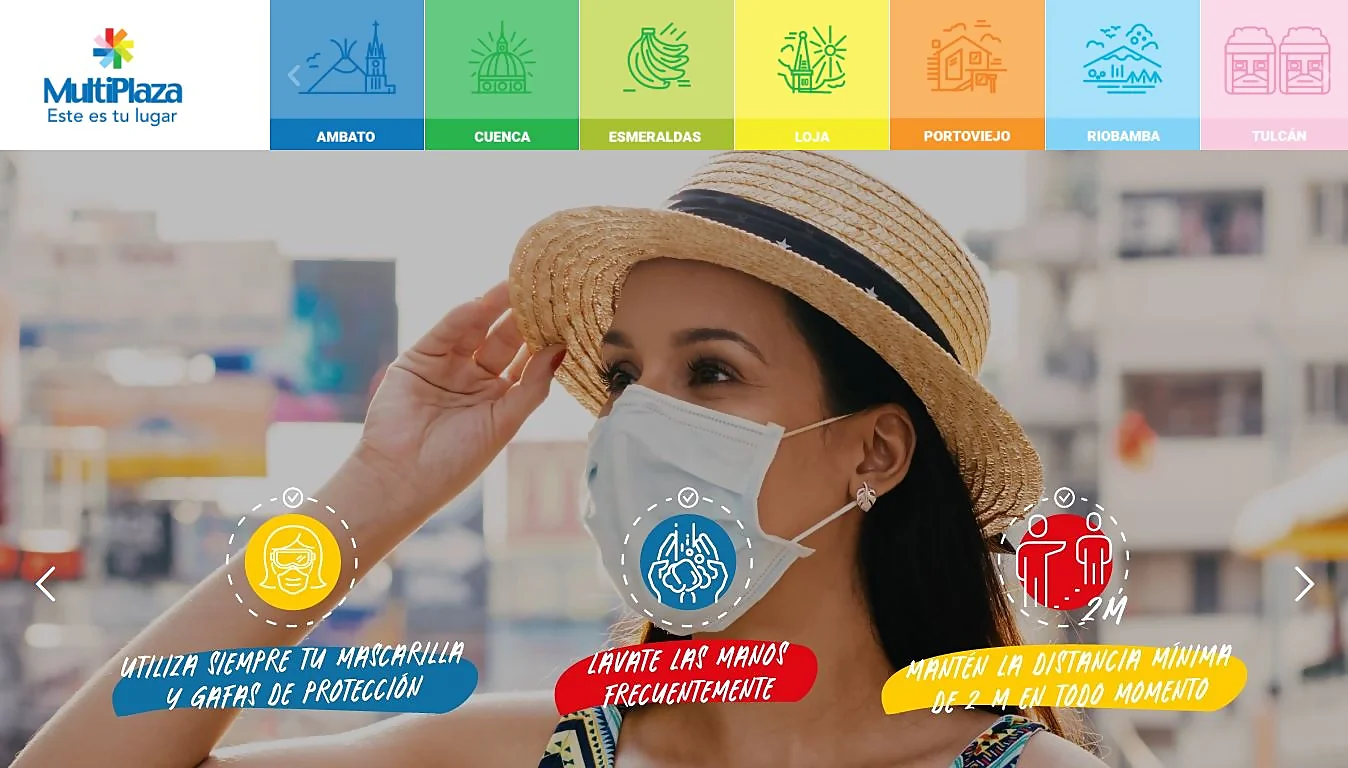 MultiPlaza
Este es tu lugar
AMBATO
CUENCA
ESMERALDAS
LOJA
PORTOVIEJO
RIOBAMBA
TULCÁN
2M
UTILIZA SIEMPRE TU MASCARILLA
Y GAFAS DE PROTECCIÓN
LÁVATE LAS MANOS
FRECUENTEMENTE
MANTÉN LA DISTANCIA MÍNIMA
DE 2 M EN TODO MOMENTO